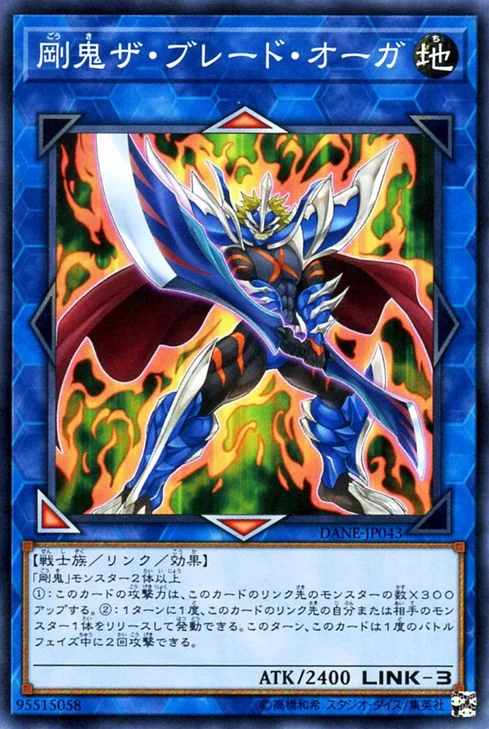 剛鬼ザ・ブレード・オーガ 地
DANE-JP043
【戦士族/リンク/効果】
「剛鬼」モンスター2体以上
①:このカードの攻撃力は、このカードのリンク先のモンスターの数×300
アップする。②:1ターンに1度、このカードのリンク先の自分または相手のモン
スター1体をリリースして発動できる。このターン、このカードは1度のバトル
フェイズ中に2回攻撃できる。
ATK/2400 LINK-3
95515058 ©高橋和希 スタジオ・ダイス/集英社